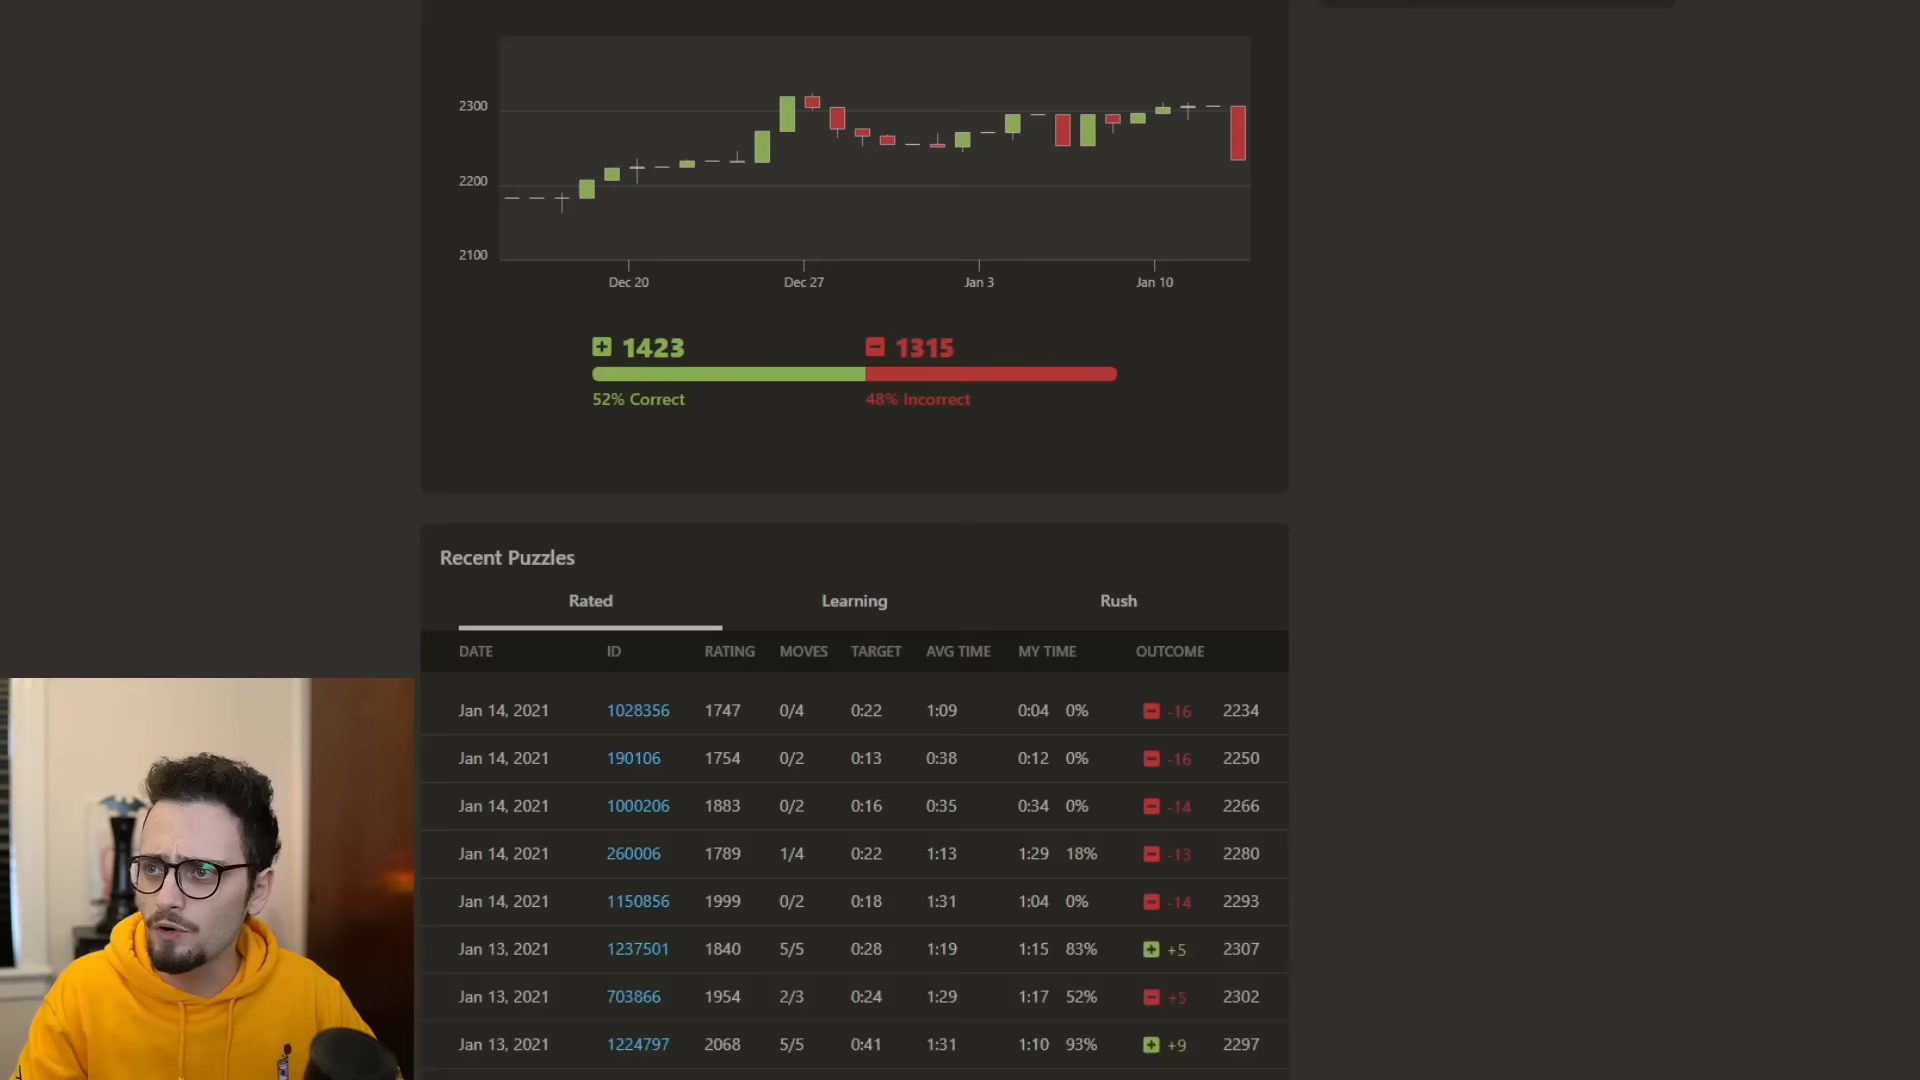 2300
2200
2100
Dec 20 Dec 27 Jan 3 Jan 10
1423 1315
52% Correct 48% Incorrect
Recent Puzzles
Rated Learning Rush
DATE ID RATING MOVES TARGET AVG TIME MY TIME OUTCOME
Jan 14, 2021 1028356 1747 0/4 0:22 1:09 0:04 0% -16 2234
Jan 14, 2021 190106 1754 0/2 0:13 0:38 0:12 0% -16 2250
Jan 14, 2021 1000206 1883 0/2 0:16 0:35 0:34 0% -14 2266
Jan 14, 2021 260006 1789 1/4 0:22 1:13 1:29 18% -13 2280
Jan 14, 2021 1150856 1999 0/2 0:18 1:31 1:04 0% -14 2293
Jan 13, 2021 1237501 1840 5/5 0:28 1:19 1:15 83% +5 2307
Jan 13, 2021 703866 1954 2/3 0:24 1:29 1:17 52% +5 2302
Jan 13, 2021 1224797 2068 5/5 0:41 1:31 1:10 93% +9 2297